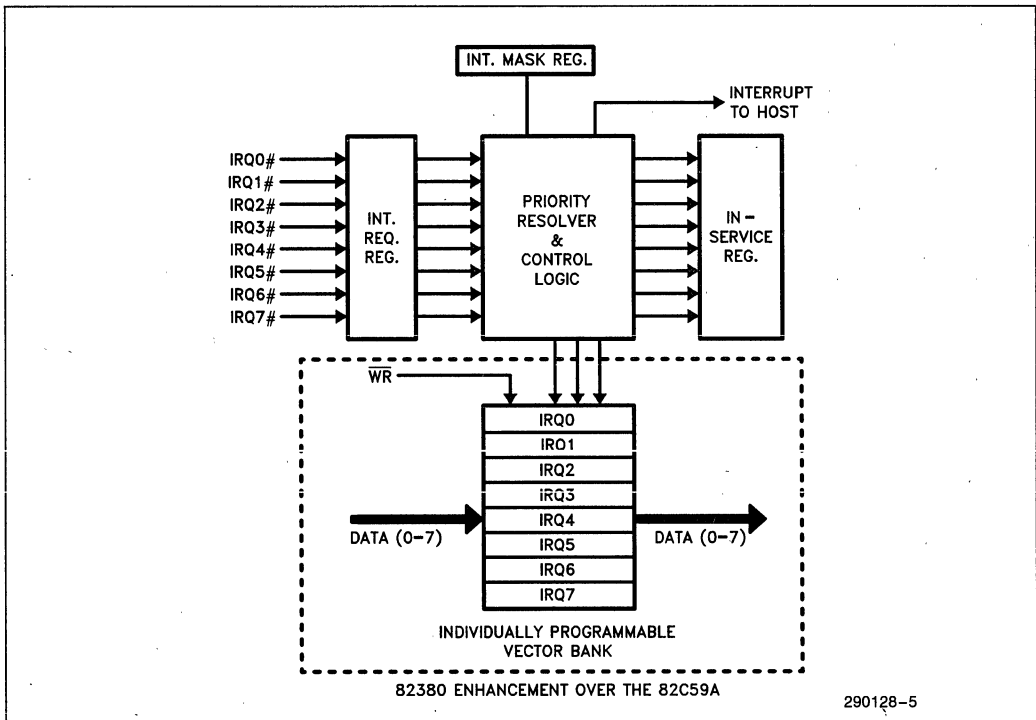 INT. MASK REG.
INTERRUPT
TO HOST
IRQ0#
IRQ1#
IRQ2#
IRQ3#
IRQ4#
IRQ5#
IRQ6#
IRQ7#
INT.
REQ.
REG.
PRIORITY
RESOLVER
&
CONTROL
LOGIC
IN-
SERVICE
REG.
WR
IRQ0
IRQ1
IRQ2
IRQ3
IRQ4
IRQ5
IRQ6
IRQ7
DATA (0-7)
DATA (0-7)
INDIVIDUALLY PROGRAMMABLE
VECTOR BANK
82380 ENHANCEMENT OVER THE 82C59A
290128-5